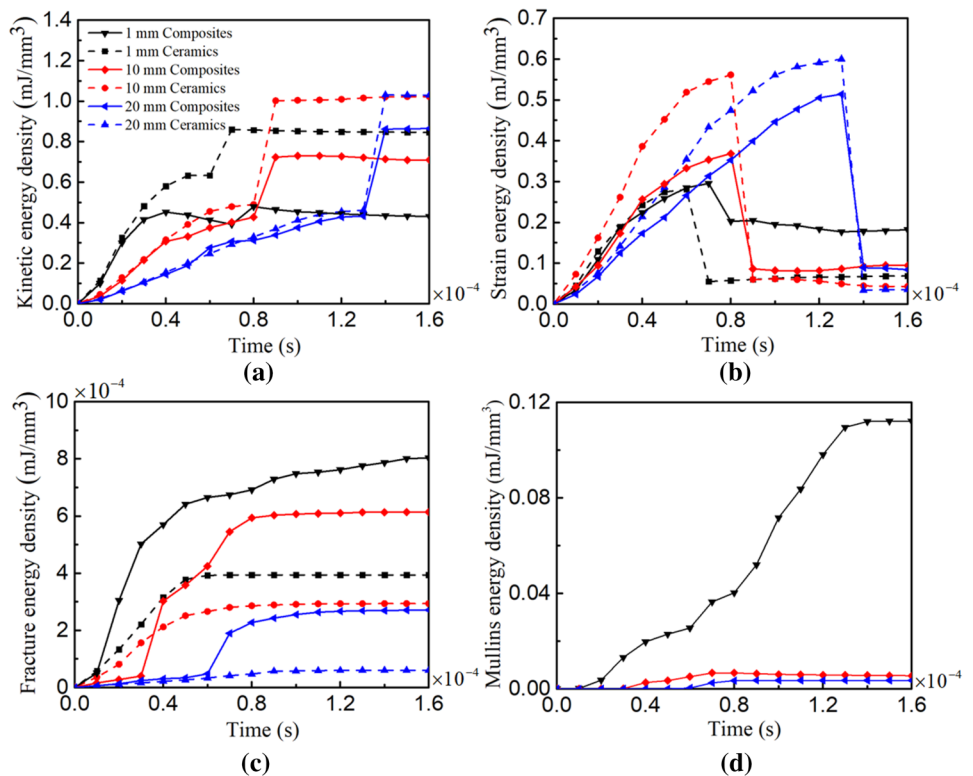 Kinetic energy density (mJ/mm³)
1.4
1.2
1.0
0.8
0.6
0.4
0.2
0.0
1 mm Composites
1 mm Ceramics
10 mm Composites
10 mm Ceramics
20 mm Composites
20 mm Ceramics
0.0 0.4 0.8 1.2 1.6
×10⁻⁴
Time (s)
(a)
Strain energy density (mJ/mm³)
0.7
0.6
0.5
0.4
0.3
0.2
0.1
0.0
0.0 0.4 0.8 1.2 1.6
×10⁻⁴
Time (s)
(b)
×10⁻⁴
Fracture energy density (mJ/mm³)
10
8
6
4
2
0
0.0 0.4 0.8 1.2 1.6
×10⁻⁴
Time (s)
(c)
Mullins energy density (mJ/mm³)
0.12
0.08
0.04
0.00
0.0 0.4 0.8 1.2 1.6
×10⁻⁴
Time (s)
(d)